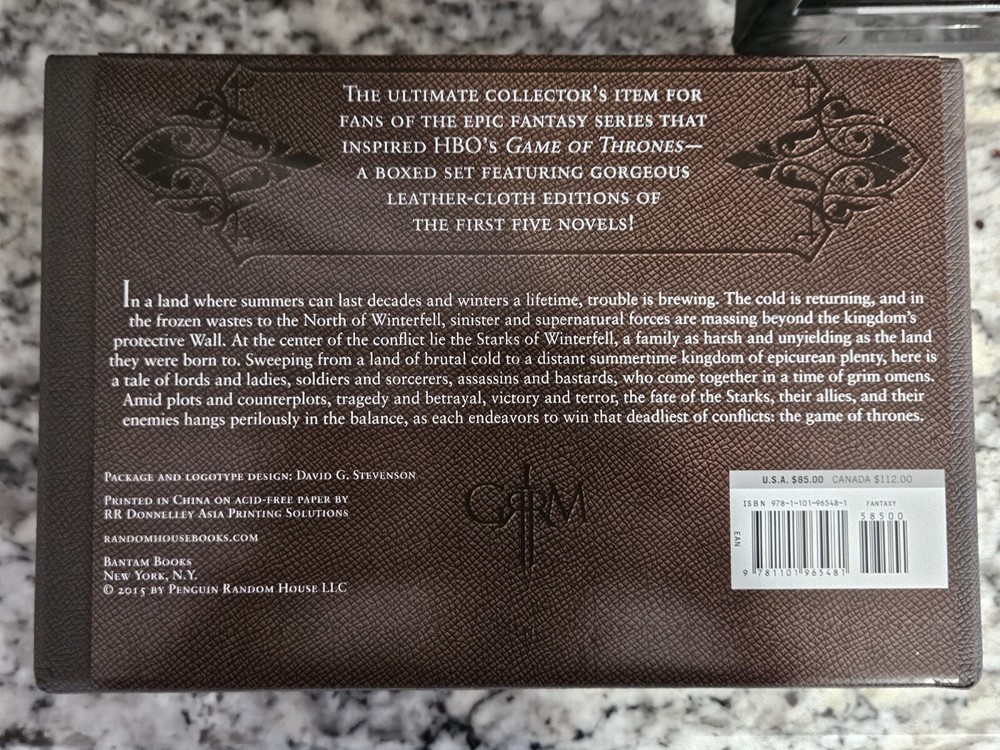 The ultimate collector's item for
fans of the epic fantasy series that
inspired HBO's Game of Thrones—
a boxed set featuring gorgeous
leather-cloth editions of
the first five novels!
In a land where summers can last decades and winters a lifetime, trouble is brewing. The cold is returning, and in
the frozen wastes to the North of Winterfell, sinister and supernatural forces are massing beyond the kingdom's
protective Wall. At the center of the conflict lie the Starks of Winterfell, a family as harsh and unyielding as the land
they were born to. Sweeping from a land of brutal cold to a distant summertime kingdom of epicurean plenty, here is
a tale of lords and ladies, soldiers and sorcerers, assassins and bastards, who come together in a time of grim omens.
Amid plots and counterplots, tragedy and betrayal, victory and terror, the fate of the Starks, their allies, and their
enemies hangs perilously in the balance, as each endeavors to win that deadliest of conflicts: the game of thrones.
Package and logotype design: David G. Stevenson
Printed in China on acid-free paper by
RR Donnelley Asia Printing Solutions
randomhousebooks.com
Bantam Books
New York, N.Y.
© 2015 by Penguin Random House LLC
GRRM
U.S.A. $85.00 CANADA $112.00
ISBN 978-1-101-96548-1 FANTASY
58500
EAN
9 781101 965481